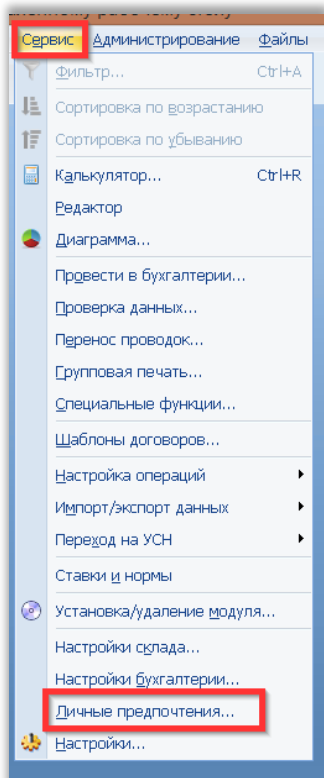 Сервис Администрирование Файлы
Фильтр... Ctrl+A
Сортировка по возрастанию
Сортировка по убыванию
Калькулятор... Ctrl+R
Редактор
Диаграмма...
Провести в бухгалтерии...
Проверка данных...
Перенос проводок...
Групповая печать...
Специальные функции...
Шаблоны договоров...
Настройка операций
Импорт/экспорт данных
Переход на УСН
Ставки и нормы
Установка/удаление модуля...
Настройки склада...
Настройки бухгалтерии...
Личные предпочтения...
Настройки...